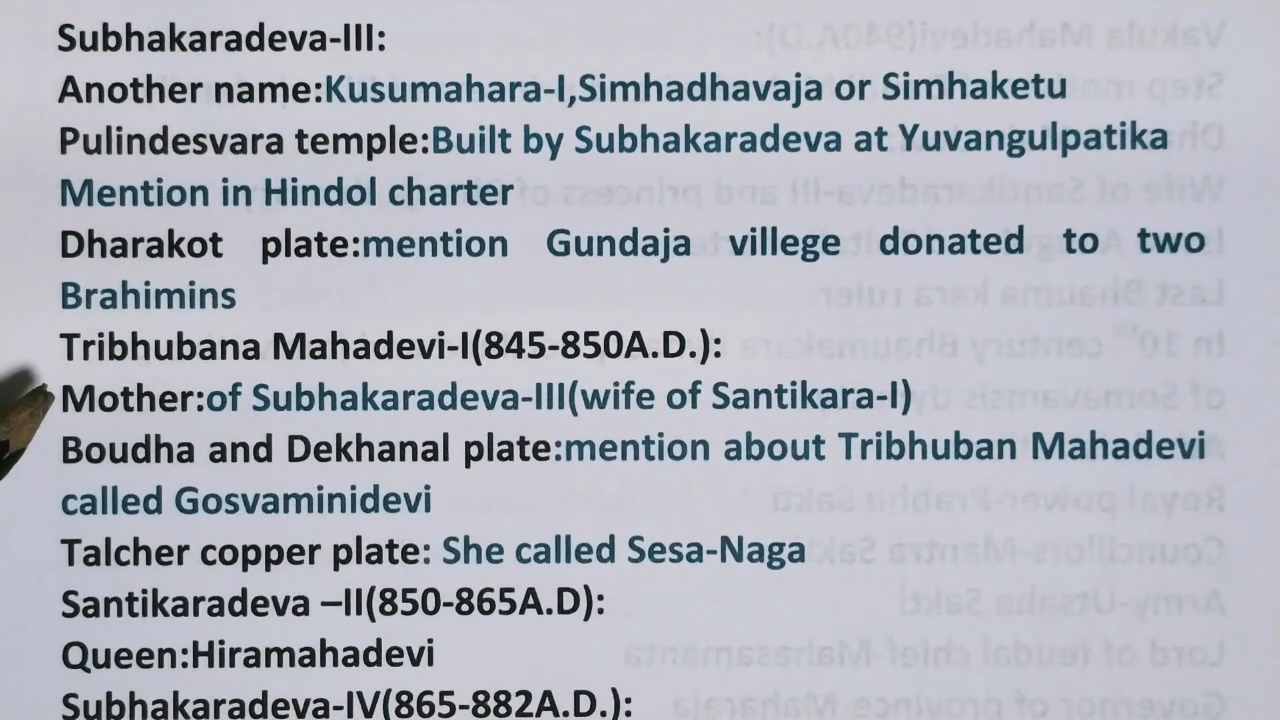 Subhakaradeva-III:
Another name:Kusumahara-I,Simhadhavaja or Simhaketu
Pulindesvara temple:Built by Subhakaradeva at Yuvangulpatika
Mention in Hindol charter
Dharakot plate:mention Gundaja villege donated to two
Brahimins
Tribhubana Mahadevi-I(845-850A.D.):
Mother:of Subhakaradeva-III(wife of Santikara-I)
Boudha and Dekhanal plate:mention about Tribhuban Mahadevi
called Gosvaminidevi
Talcher copper plate: She called Sesa-Naga
Santikaradeva –II(850-865A.D):
Queen:Hiramahadevi
Subhakaradeva-IV(865-882A.D.):